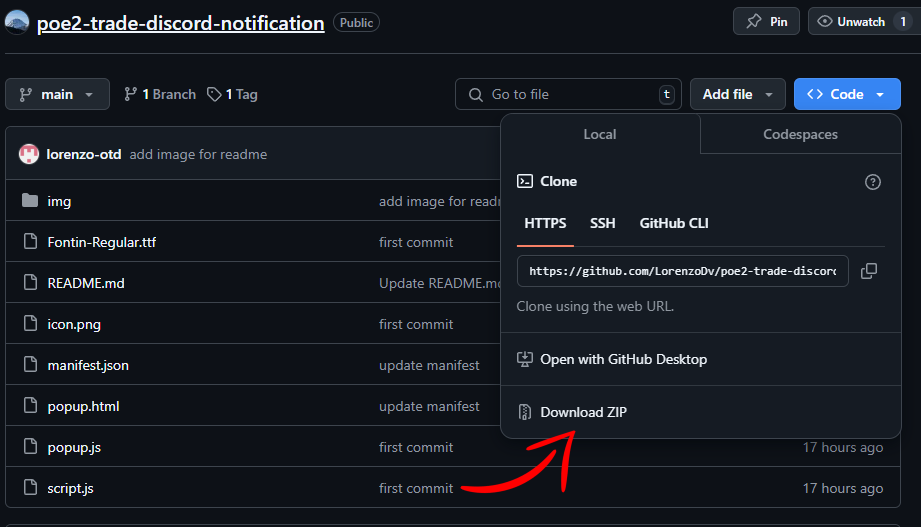 poe2-trade-discord-notification Public Pin Unwatch 1
main 1 Branch 1 Tag Go to file t Add file <> Code
Local Codespaces
lorenzo-otd add image for readme
Clone
img add image for readm
HTTPS SSH GitHub CLI
Fontin-Regular.ttf first commit
https://github.com/LorenzoDv/poe2-trade-discord
README.md Update README.md
Clone using the web URL.
icon.png first commit
Open with GitHub Desktop
manifest.json update manifest
popup.html update manifest
Download ZIP
popup.js first commit 17 hours ago
script.js first commit 17 hours ago